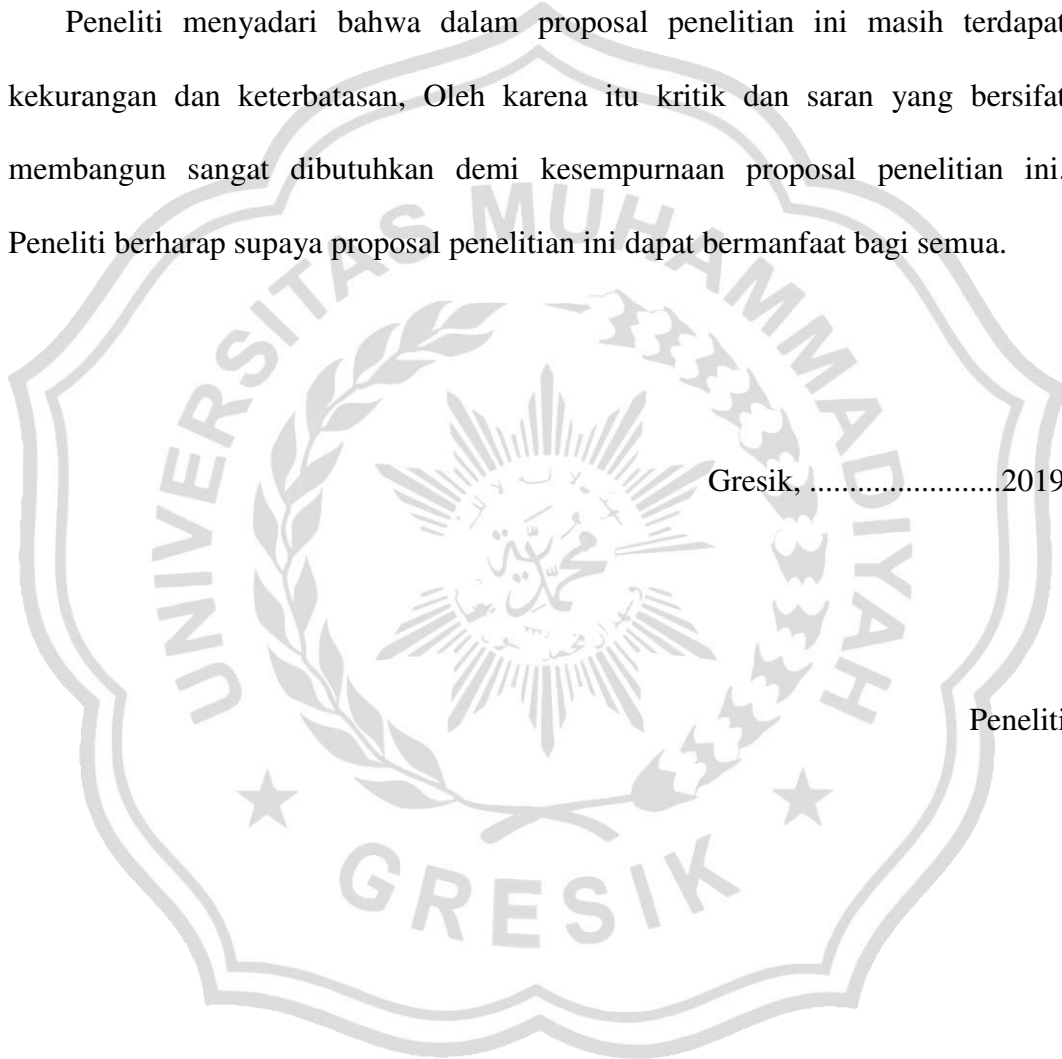 Peneliti menyadari bahwa dalam proposal penelitian ini masih terdapat
kekurangan dan keterbatasan, Oleh karena itu kritik dan saran yang bersifat
membangun sangat dibutuhkan demi kesempurnaan proposal penelitian ini.
Peneliti berharap supaya proposal penelitian ini dapat bermanfaat bagi semua.
UNIVERSITAS MUHAMMADIYAH
Gresik, ........................2019
محمد
Peneliti
GRESIK